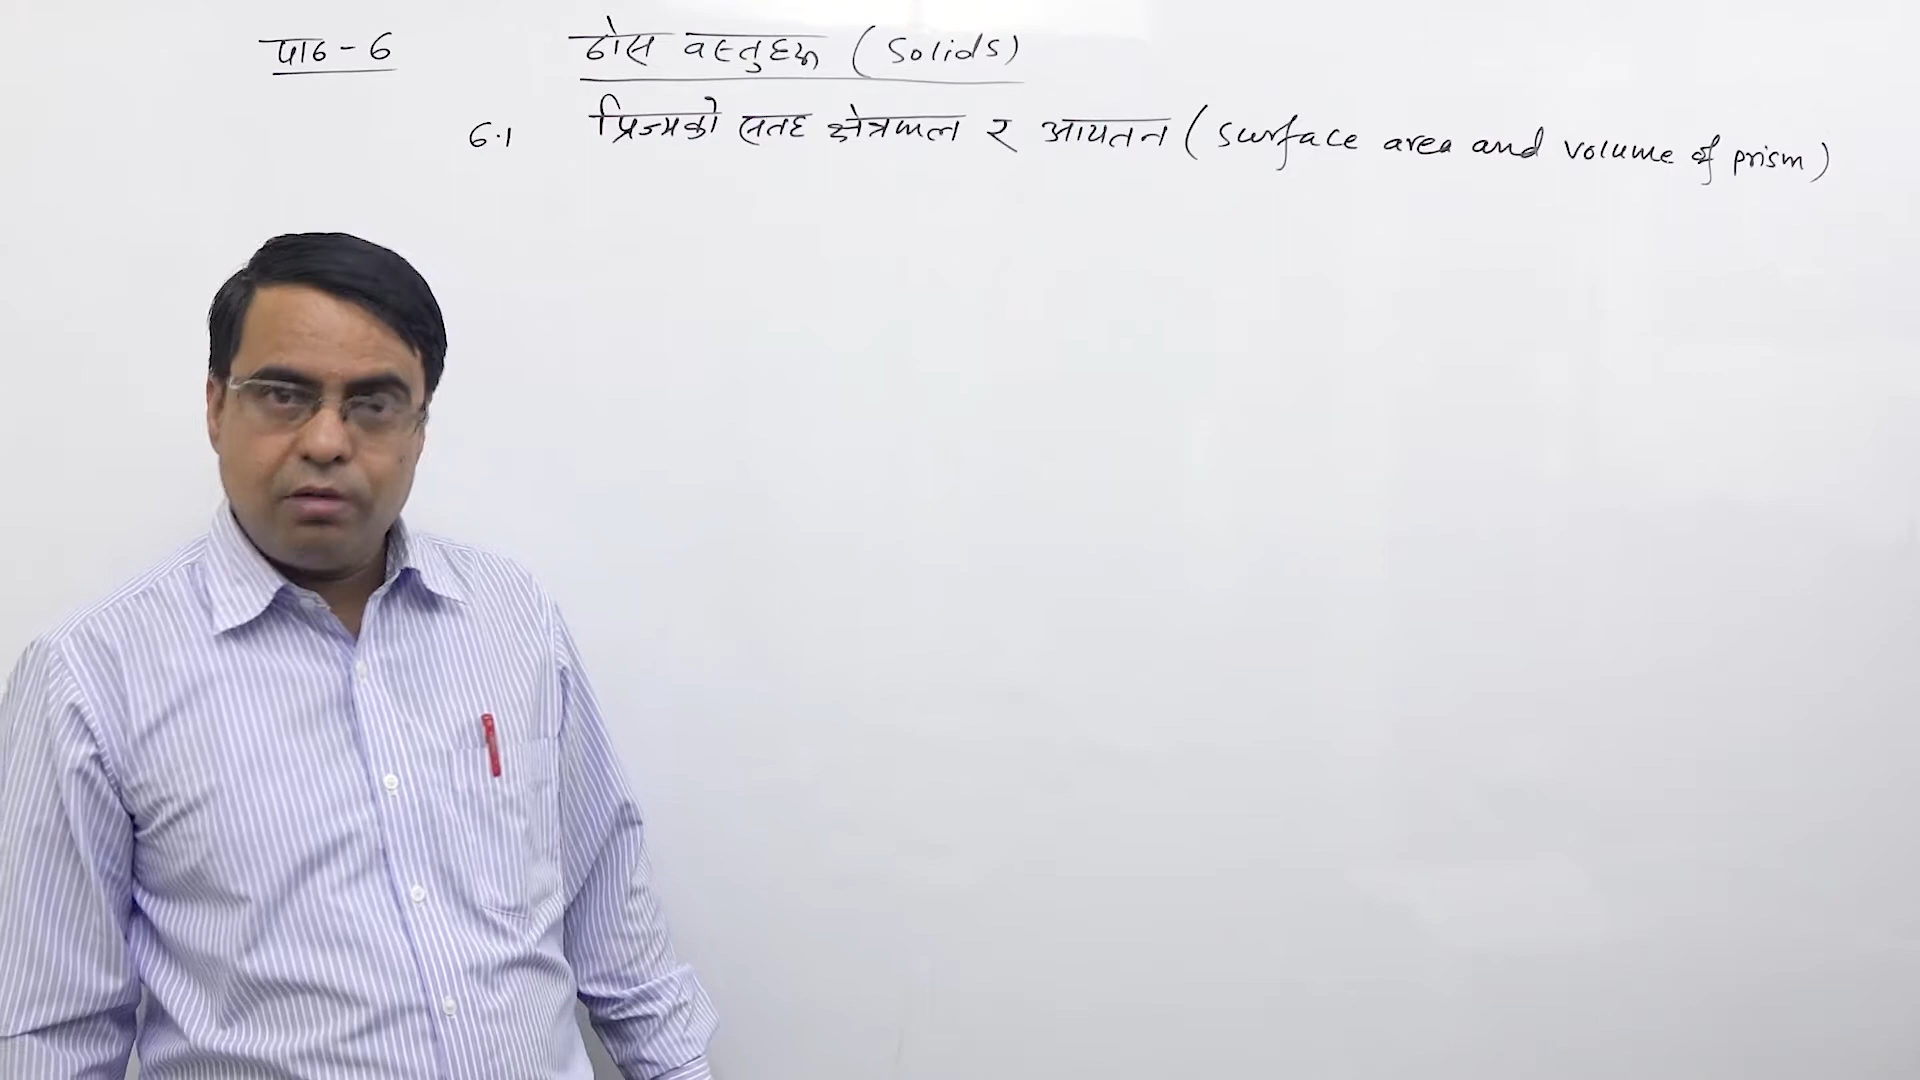 पाठ - 6 ठोस वस्तुहरू (Solids)
6.1 प्रिज्मको सतह क्षेत्रफल र आयतन (Surface area and volume of prism)